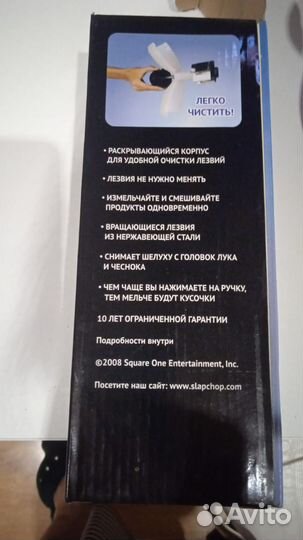 ЛЕГКО
ЧИСТИТЬ!
• РАСКРЫВАЮЩИЙСЯ КОРПУС
ДЛЯ УДОБНОЙ ОЧИСТКИ ЛЕЗВИЙ
• ЛЕЗВИЯ НЕ НУЖНО МЕНЯТЬ
• ИЗМЕЛЬЧАЙТЕ И СМЕШИВАЙТЕ
ПРОДУКТЫ ОДНОВРЕМЕННО
• ВРАЩАЮЩИЕСЯ ЛЕЗВИЯ
ИЗ НЕРЖАВЕЮЩЕЙ СТАЛИ
• СНИМАЕТ ШЕЛУХУ С ГОЛОВОК ЛУКА
И ЧЕСНОКА
• ЧЕМ ЧАЩЕ ВЫ НАЖИМАЕТЕ НА РУЧКУ,
ТЕМ МЕЛЬЧЕ БУДУТ КУСОЧКИ
10 ЛЕТ ОГРАНИЧЕННОЙ ГАРАНТИИ
Подробности внутри
©2008 Square One Entertainment, Inc.
Посетите наш сайт: www.slapchop.com
Avito